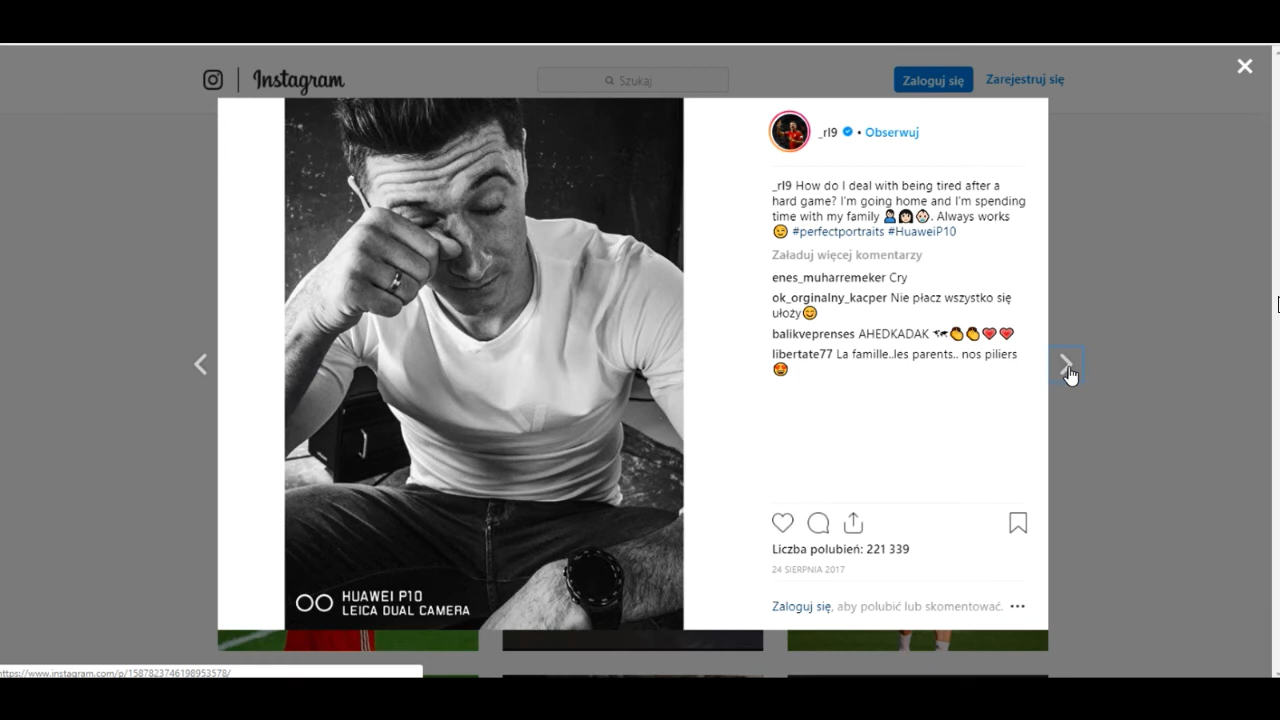 Instagram
Szukaj
Zaloguj się
Zarejestruj się
_rl9 • Obserwuj
_rl9 How do I deal with being tired after a
hard game? I'm going home and I'm spending
time with my family 🤦🏻‍♂️👩🏻👶🏻. Always works
😉 #perfectportraits #HuaweiP10
Załaduj więcej komentarzy
enes_muharremeker Cry
ok_orginalny_kacper Nie płacz wszystko się
ułoży😊
balikveprenses AHEDKADAK 🗺👏👏❤❤
libertate77 La famille..les parents.. nos piliers
😍
Liczba polubień: 221 339
24 SIERPNIA 2017
Zaloguj się, aby polubić lub skomentować.
HUAWEI P10
LEICA DUAL CAMERA
https://www.instagram.com/p/1587823746198953578/